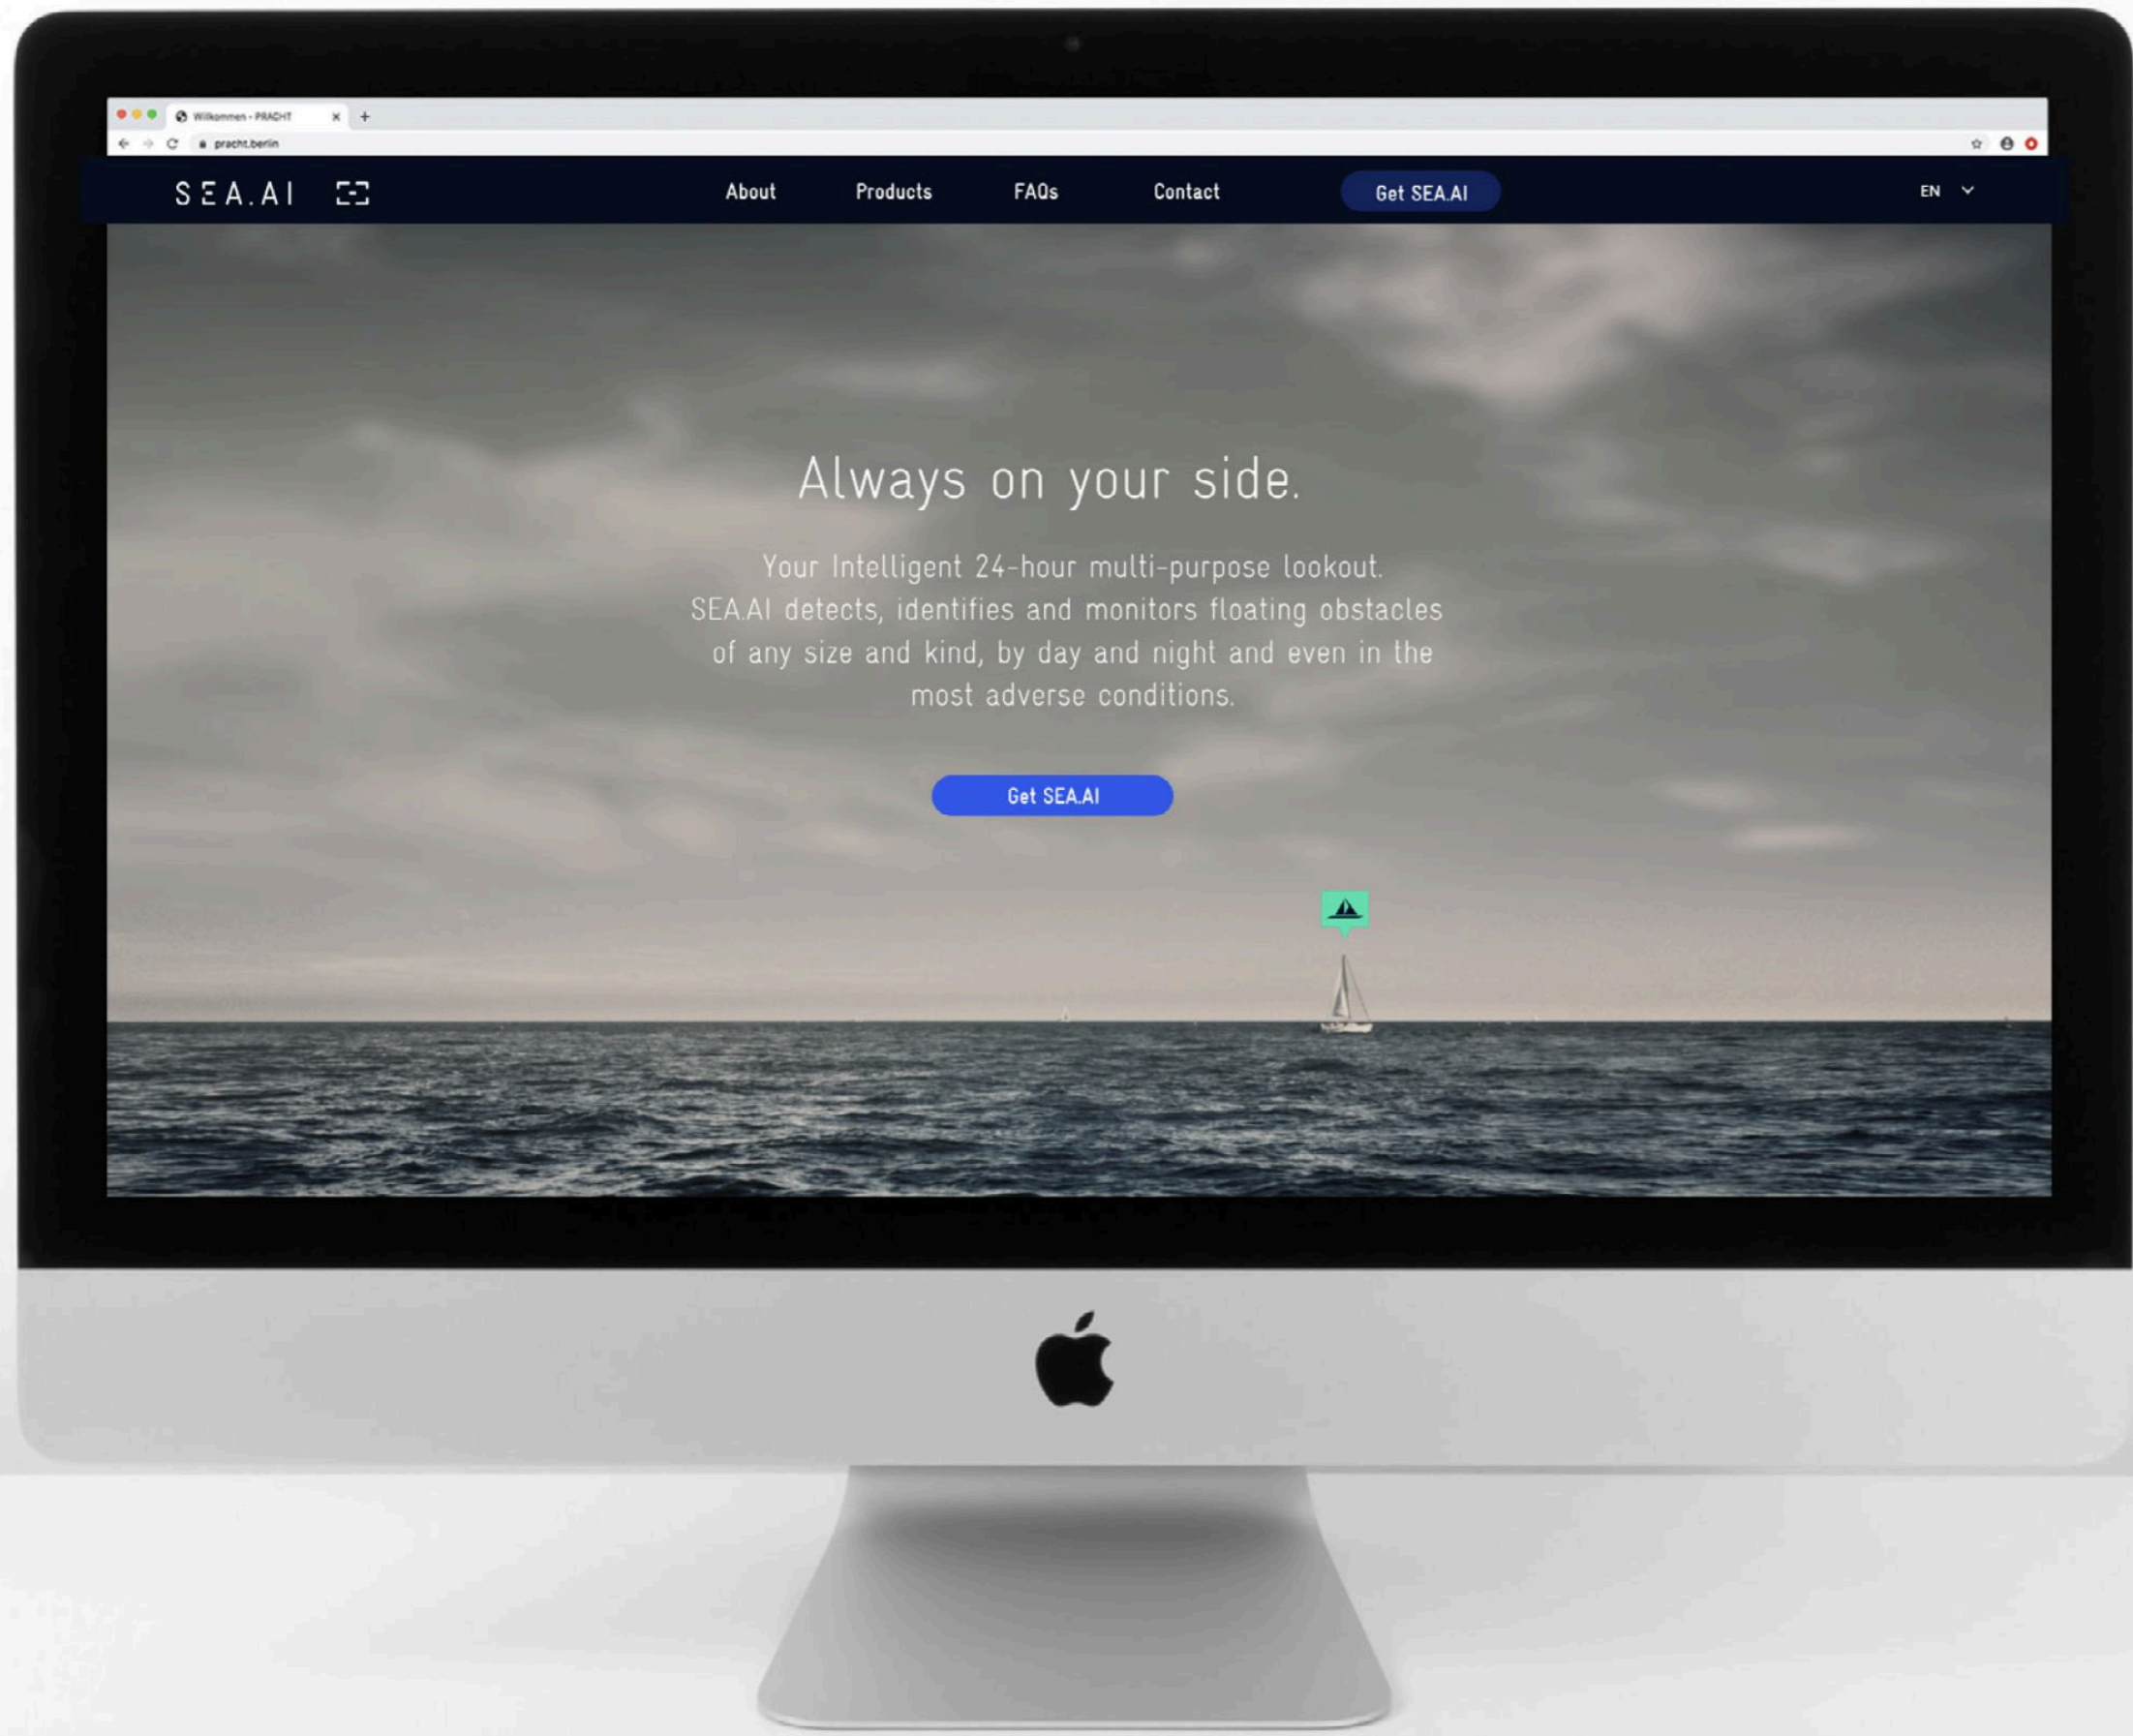 Willkommen - PRACHT
pracht.berlin
SEA.AI
About Products FAQs Contact Get SEA.AI EN
Always on your side.
Your Intelligent 24-hour multi-purpose lookout.
SEA.AI detects, identifies and monitors floating obstacles
of any size and kind, by day and night and even in the
most adverse conditions.
Get SEA.AI